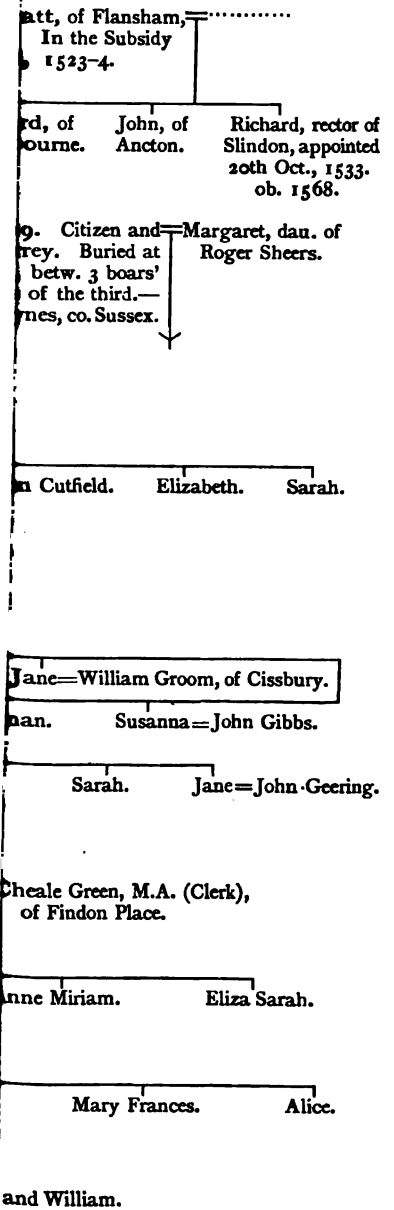 att, of Flansham,
In the Subsidy
1523-4.
rd, of John, of Richard, rector of
ourne. Ancton. Slindon, appointed
20th Oct., 1533.
ob. 1568.
9. Citizen and Margaret, dau. of
rey. Buried at Roger Sheers.
betw. 3 boars'
of the third.—
nes, co. Sussex.
n Cutfield. Elizabeth. Sarah.
Jane=William Groom, of Cissbury.
nan. Susanna=John Gibbs.
Sarah. Jane=John Geering.
Cheale Green, M.A. (Clerk),
of Findon Place.
nne Miriam. Eliza Sarah.
Mary Frances. Alice.
and William.